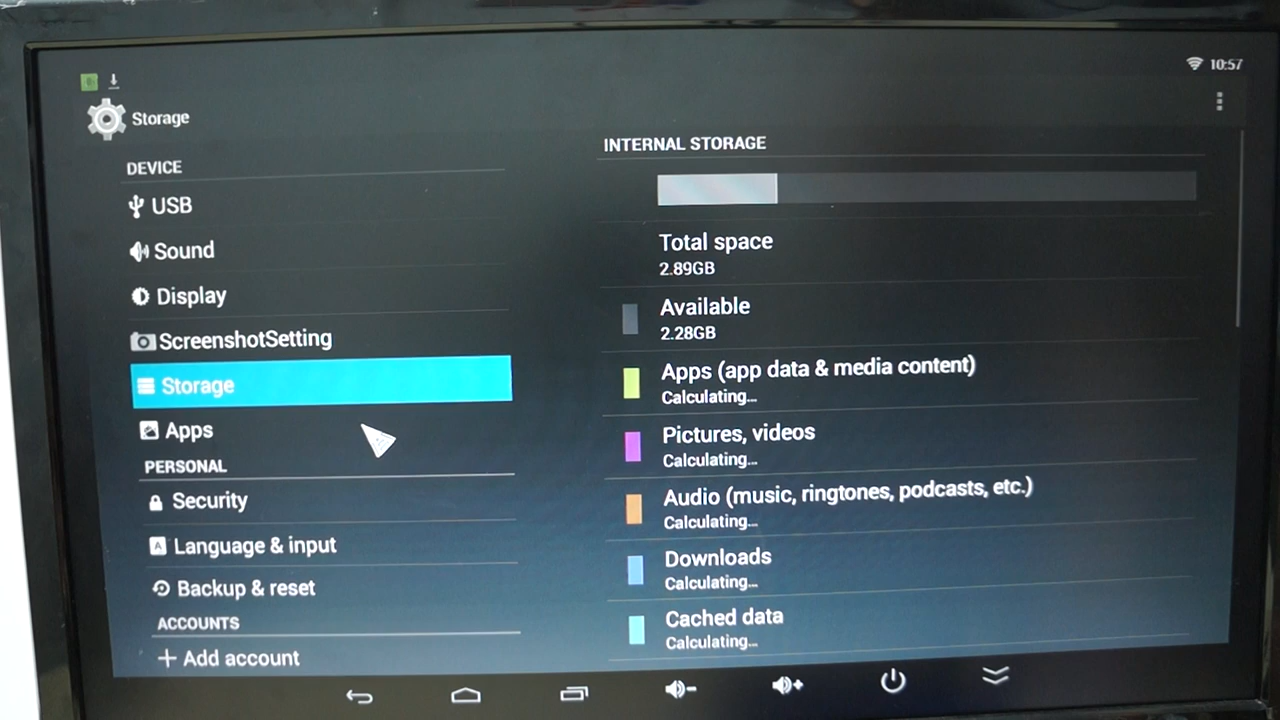 10:57
Storage
DEVICE
USB
Sound
Display
ScreenshotSetting
Storage
Apps
PERSONAL
Security
Language & input
Backup & reset
ACCOUNTS
Add account
INTERNAL STORAGE
Total space
2.89GB
Available
2.28GB
Apps (app data & media content)
Calculating...
Pictures, videos
Calculating...
Audio (music, ringtones, podcasts, etc.)
Calculating...
Downloads
Calculating...
Cached data
Calculating...